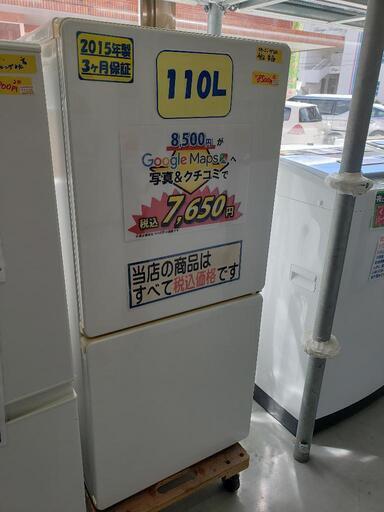 2015年製
3ヶ月保証
110L
8,500円が
Google Mapsへ
写真&クチコミで
税込 7,650円
当店の商品は
すべて税込価格です